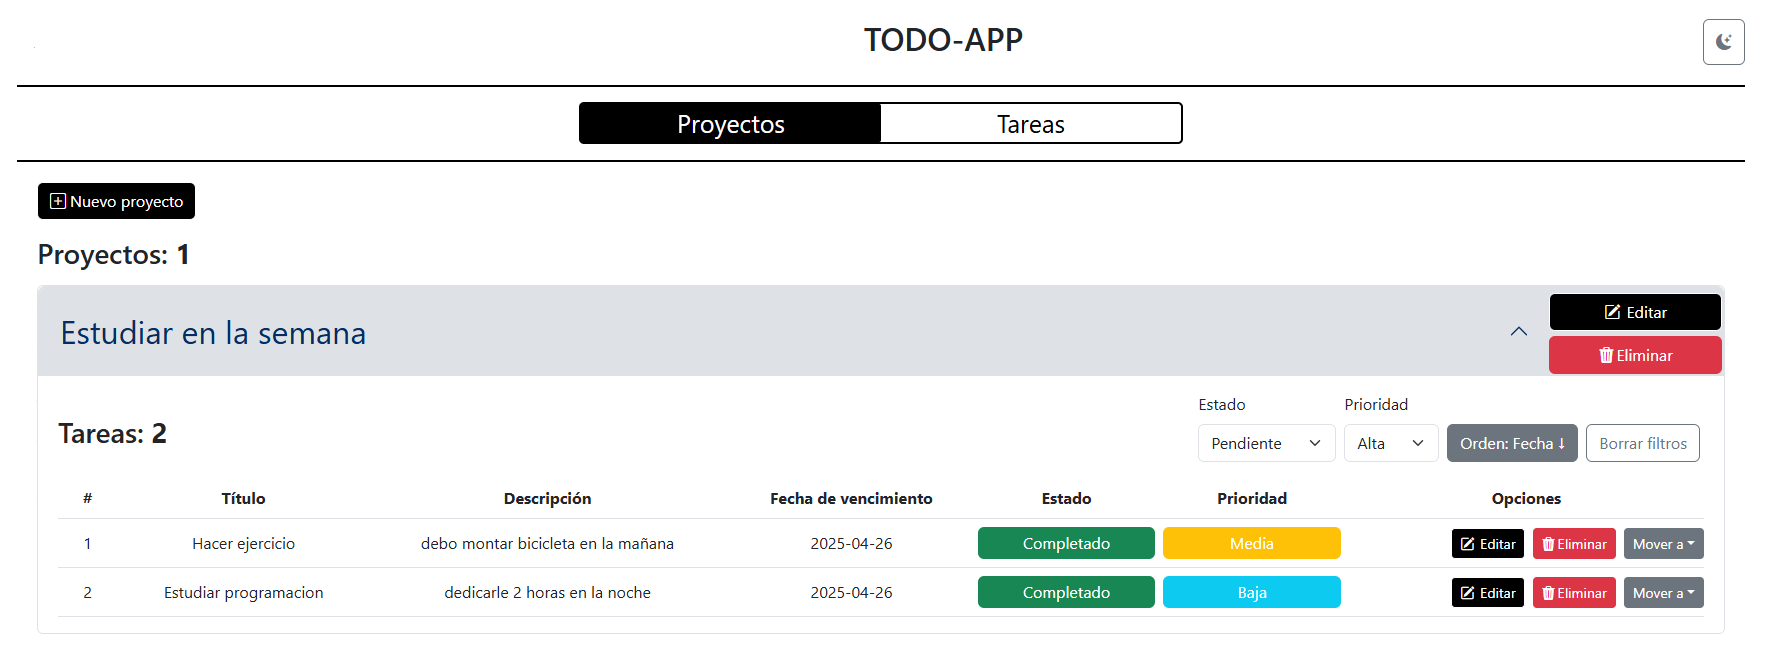 TODO-APP
Proyectos Tareas
Nuevo proyecto
Proyectos: 1
Estudiar en la semana
Editar
Eliminar
Tareas: 2
Estado Prioridad
Pendiente Alta Orden: Fecha ↓ Borrar filtros
# Título Descripción Fecha de vencimiento Estado Prioridad Opciones
1 Hacer ejercicio debo montar bicicleta en la mañana 2025-04-26 Completado Media Editar Eliminar Mover a
2 Estudiar programacion dedicarle 2 horas en la noche 2025-04-26 Completado Baja Editar Eliminar Mover a